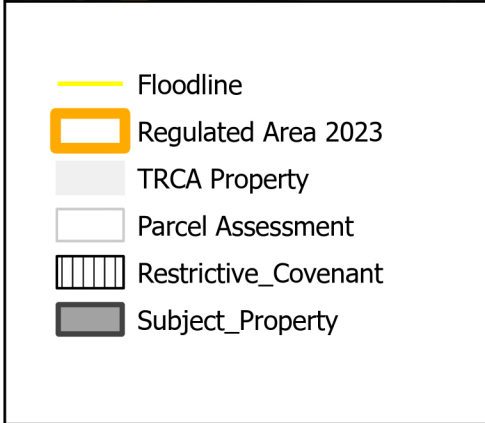 Floodline
Regulated Area 2023
TRCA Property
Parcel Assessment
Restrictive_Covenant
Subject_Property